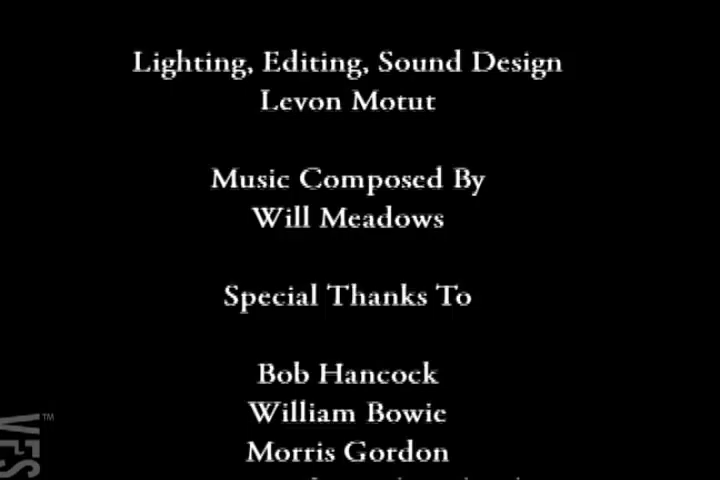 Lighting, Editing, Sound Design
Levon Motut
Music Composed By
Will Meadows
Special Thanks To
Bob Hancock
William Bowie
Morris Gordon
VFS™